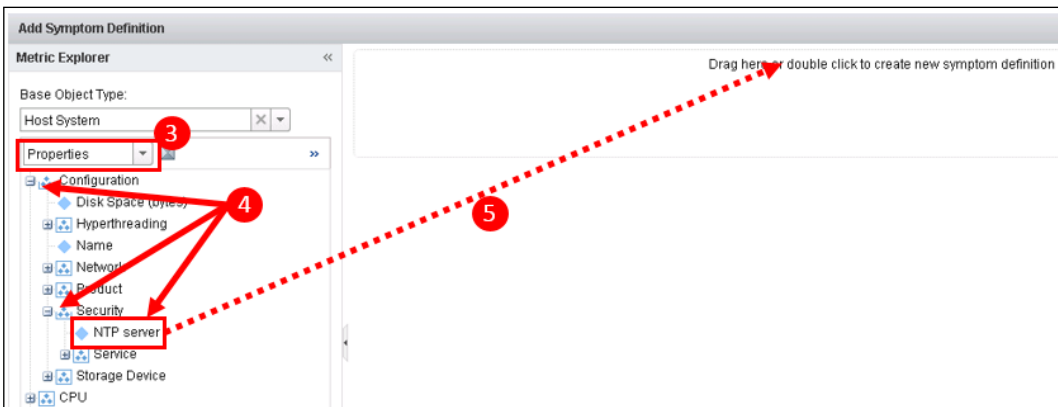 Add Symptom Definition
Metric Explorer «
Drag here or double click to create new symptom definition
Base Object Type:
Host System
3
Properties »
Configuration
Disk Space (bytes)
4
Hyperthreading
5
Name
Network
Product
Security
NTP server
Service
Storage Device
CPU